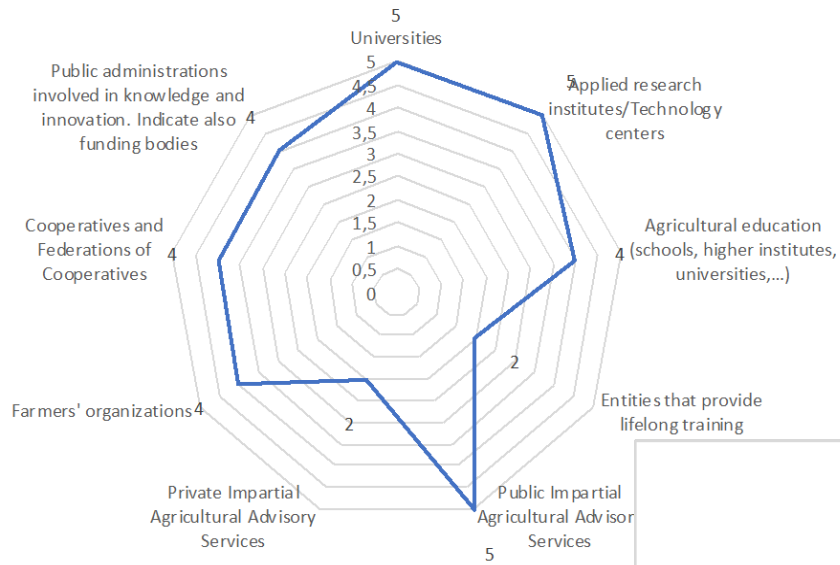 5
Universities
5
4,5
4
3,5
3
2,5
2
1,5
1
0,5
0
5
Applied research
institutes/Technology
centers
4
Agricultural education
(schools, higher institutes,
universities,...)
2
Entities that provide
lifelong training
Public Impartial
Agricultural Advisor
Services
5
2
Private Impartial
Agricultural Advisory
Services
Farmers' organizations
4
Cooperatives and
Federations of
Cooperatives
4
Public administrations
involved in knowledge and
innovation. Indicate also
funding bodies
4